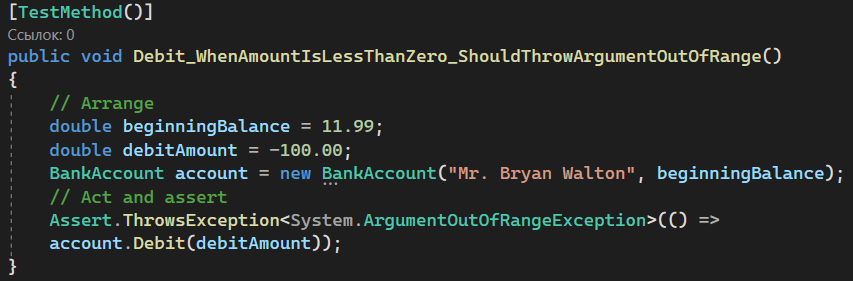 [TestMethod()]
Ссылок: 0
public void Debit_WhenAmountIsLessThanZero_ShouldThrowArgumentOutOfRange()
{
// Arrange
double beginningBalance = 11.99;
double debitAmount = -100.00;
BankAccount account = new BankAccount("Mr. Bryan Walton", beginningBalance);
// Act and assert
Assert.ThrowsException<System.ArgumentOutOfRangeException>(() =>
account.Debit(debitAmount));
}